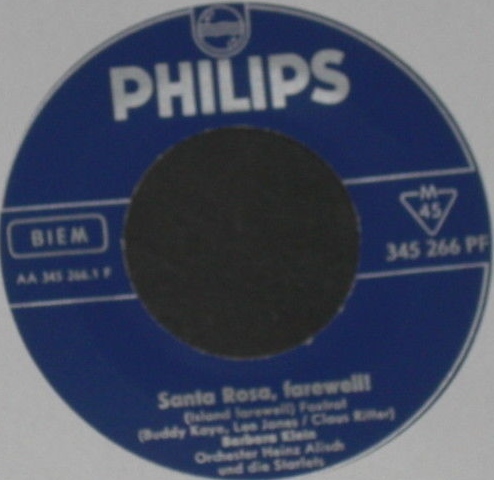 PHILIPS
BIEM
AA 345 266.1 F
M
45
345 266 PF
Santa Rosa, farewell!
(Island farewell) Foxtrot
(Buddy Kaye, Leo Jones / Claus Ritter)
Barbara Klein
Orchester Heinz Alisch
und die Starlets